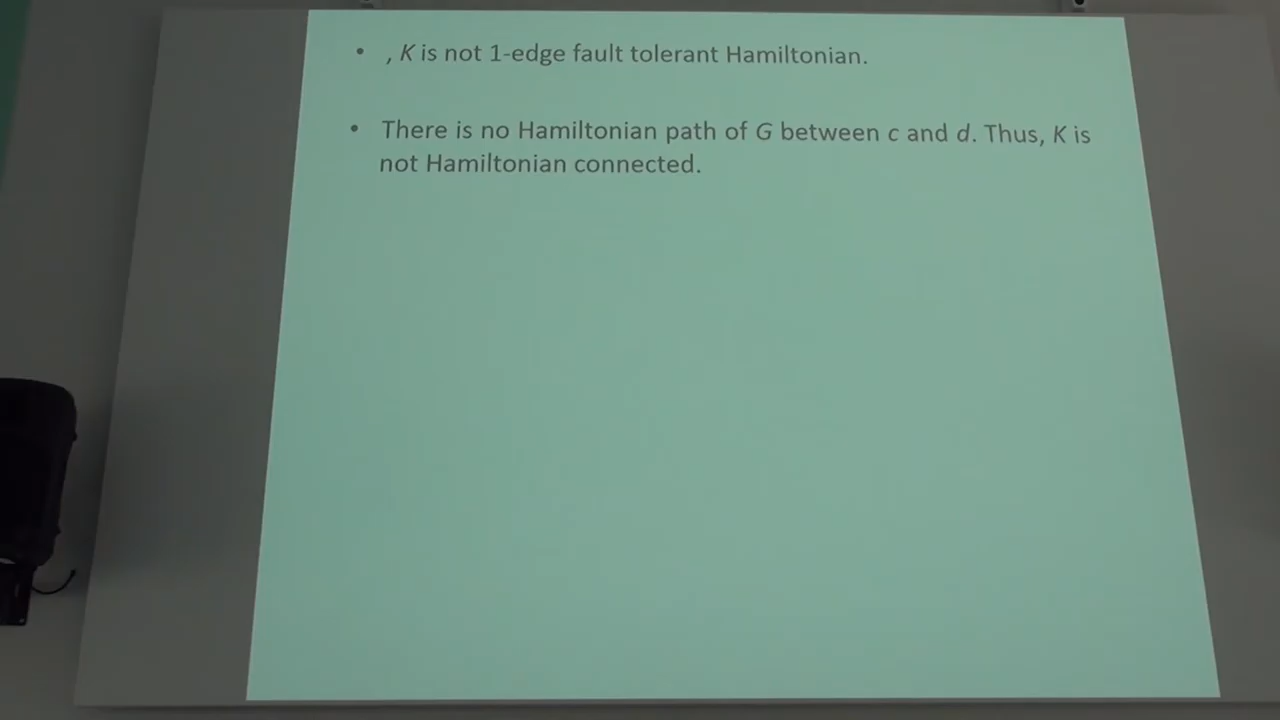 • , K is not 1-edge fault tolerant Hamiltonian.
• There is no Hamiltonian path of G between c and d. Thus, K is
not Hamiltonian connected.